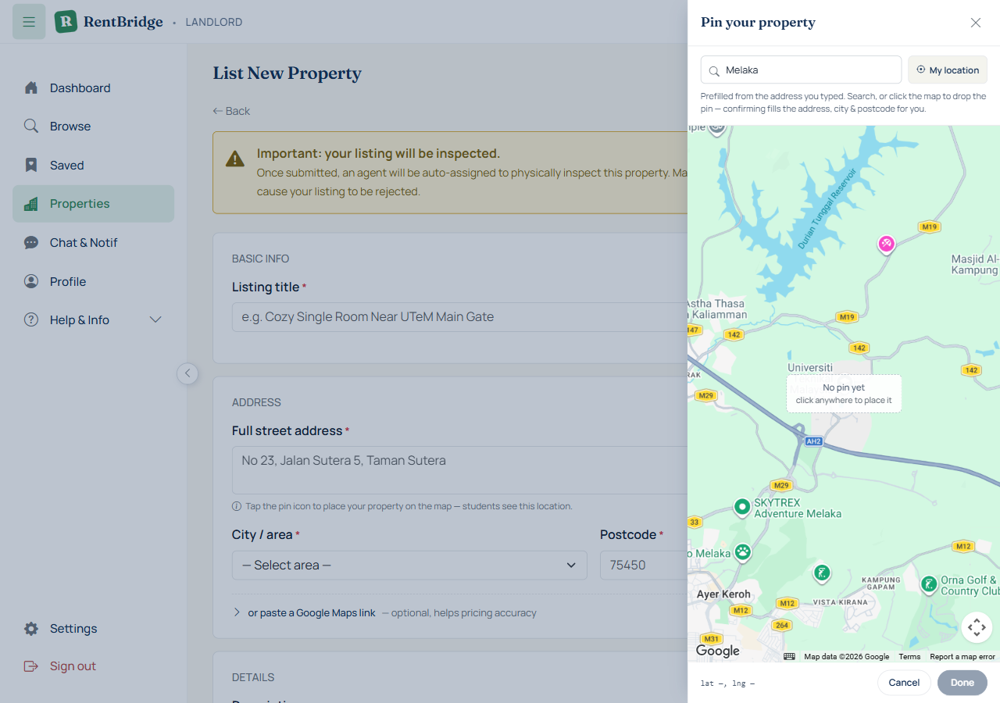 RentBridge • LANDLORD
Dashboard
Browse
Saved
Properties
Chat & Notif
Profile
Help & Info
Settings
Sign out
List New Property
← Back
Important: your listing will be inspected.
Once submitted, an agent will be auto-assigned to physically inspect this property. Ma
cause your listing to be rejected.
BASIC INFO
Listing title *
e.g. Cozy Single Room Near UTeM Main Gate
ADDRESS
Full street address *
No 23, Jalan Sutera 5, Taman Sutera
Tap the pin icon to place your property on the map — students see this location.
City / area *
Postcode *
— Select area —
75450
or paste a Google Maps link — optional, helps pricing accuracy
DETAILS
Pin your property
Melaka
My location
Prefilled from the address you typed. Search, or click the map to drop the
pin — confirming fills the address, city & postcode for you.
Durian Tunggal Reservoir
M19
Masjid Al-
Kampung
Astha Thasa
Kaliamman
M19
147
142
142
142
RAK
Universiti
M29
No pin yet
click anywhere to place it
AH2
M29
SKYTREX
Adventure Melaka
33
o Melaka
M12
KAMPUNG
GAPAM
Orna Golf &
Country Club
Ayer Keroh
M12
M12
VISTA KIRANA
264
M31
Google
Map data ©2026 Google
Terms
Report a map error
lat —, lng —
Cancel
Done